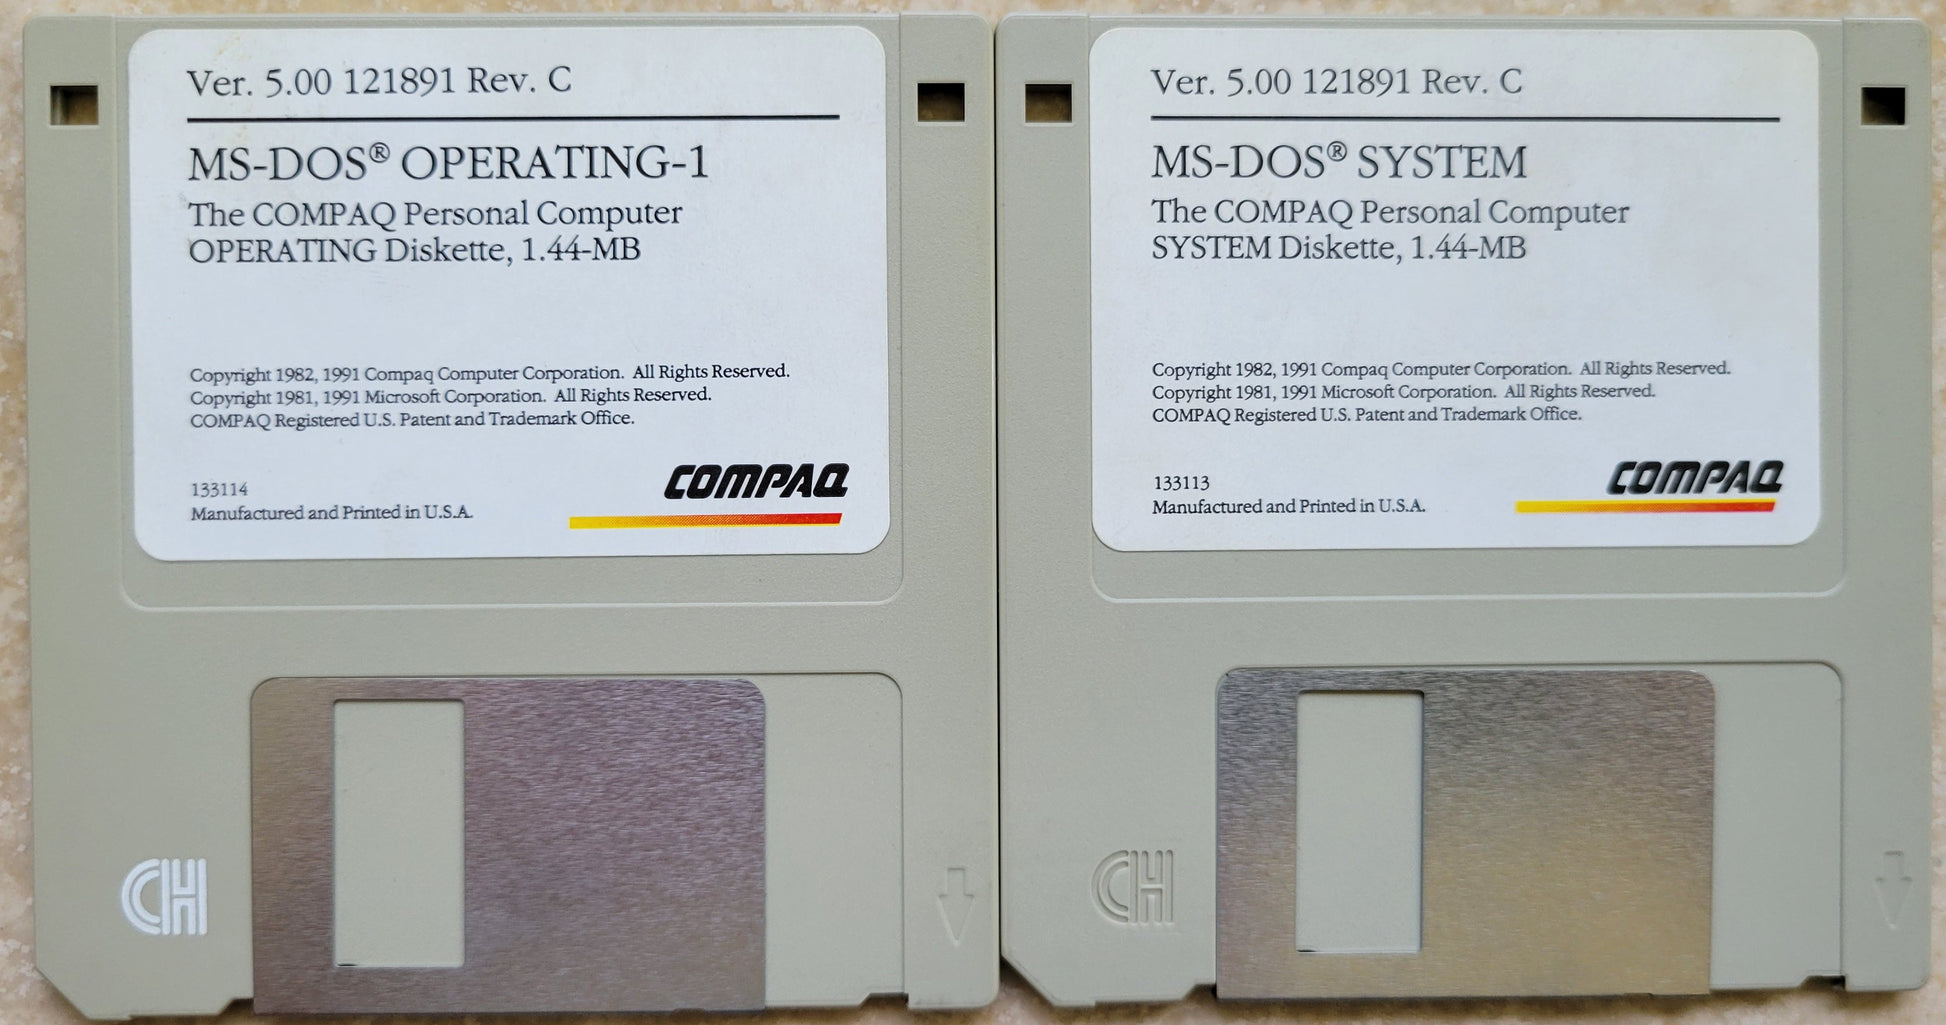 Ver. 5.00 121891 Rev. C
MS-DOS® OPERATING-1
The COMPAQ Personal Computer
OPERATING Diskette, 1.44-MB
Copyright 1982, 1991 Compaq Computer Corporation. All Rights Reserved.
Copyright 1981, 1991 Microsoft Corporation. All Rights Reserved.
COMPAQ Registered U.S. Patent and Trademark Office.
133114
Manufactured and Printed in U.S.A.
COMPAQ
CH
Ver. 5.00 121891 Rev. C
MS-DOS® SYSTEM
The COMPAQ Personal Computer
SYSTEM Diskette, 1.44-MB
Copyright 1982, 1991 Compaq Computer Corporation. All Rights Reserved.
Copyright 1981, 1991 Microsoft Corporation. All Rights Reserved.
COMPAQ Registered U.S. Patent and Trademark Office.
133113
Manufactured and Printed in U.S.A.
COMPAQ
CH